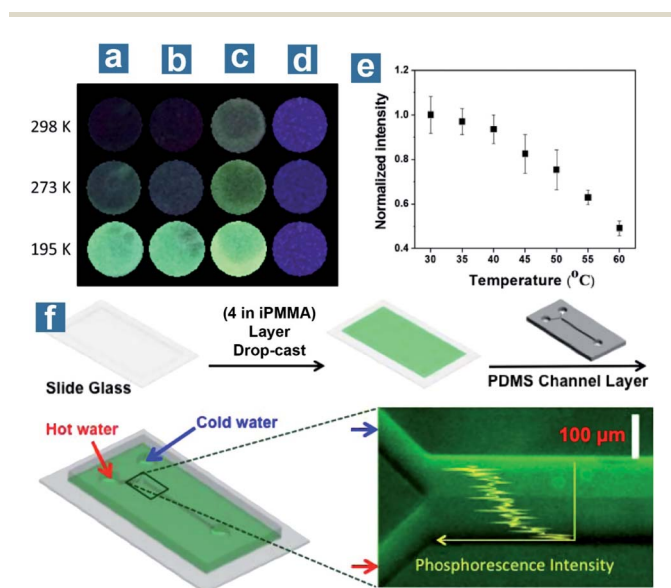 a b c d e
298 K
273 K
195 K
Normalized intensity
1.2
1.0
0.8
0.6
0.4
30 35 40 45 50 55 60
Temperature (⁰C)
f
(4 in iPMMA)
Layer
Drop-cast
Slide Glass
PDMS Channel Layer
Hot water
Cold water
100 μm
Phosphorescence Intensity